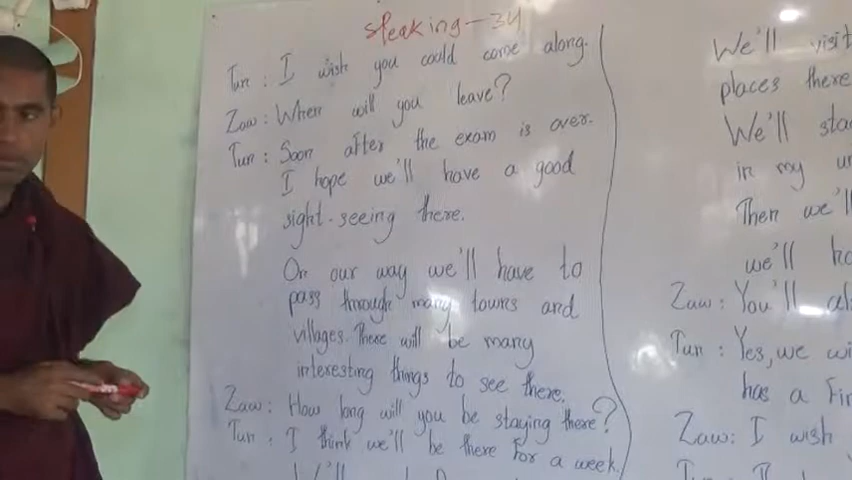 Speaking - 34
Tun : I wish you could come along.
Zaw : When will you leave?
Tun : Soon after the exam is over.
I hope we'll have a good
sight-seeing there.
On our way we'll have to
pass through many towns and
villages. There will be many
interesting things to see there.
Zaw : How long will you be staying there?
Tun : I think we'll be there for a week.
We'll visit
places there
We'll
in my
Then we'll
we'll
Zaw : You'll
Tun : Yes, we
has a
Zaw : I wish